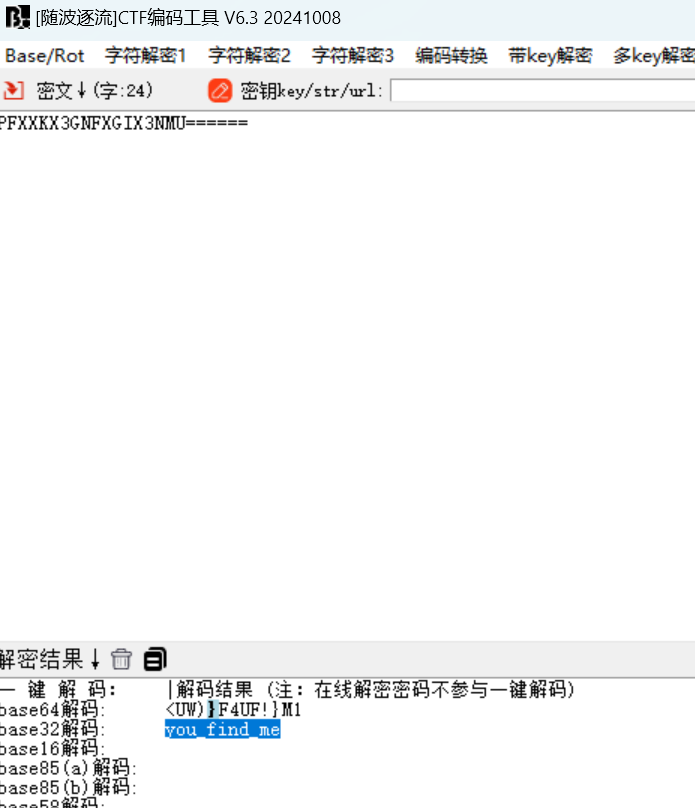 [随波逐流]CTF编码工具 V6.3 20241008
Base/Rot 字符解密1 字符解密2 字符解密3 编码转换 带key解密 多key解密
密文↓(字:24) 密钥key/str/url:
PFXXKX3GNFXGIX3NMU======
解密结果↓
一 键 解 码: |解码结果 (注: 在线解密密码不参与一键解码)
base64解码: <UW)}F4UF!}M1
base32解码: you_find_me
base16解码:
base85(a)解码:
base85(b)解码:
base58解码: